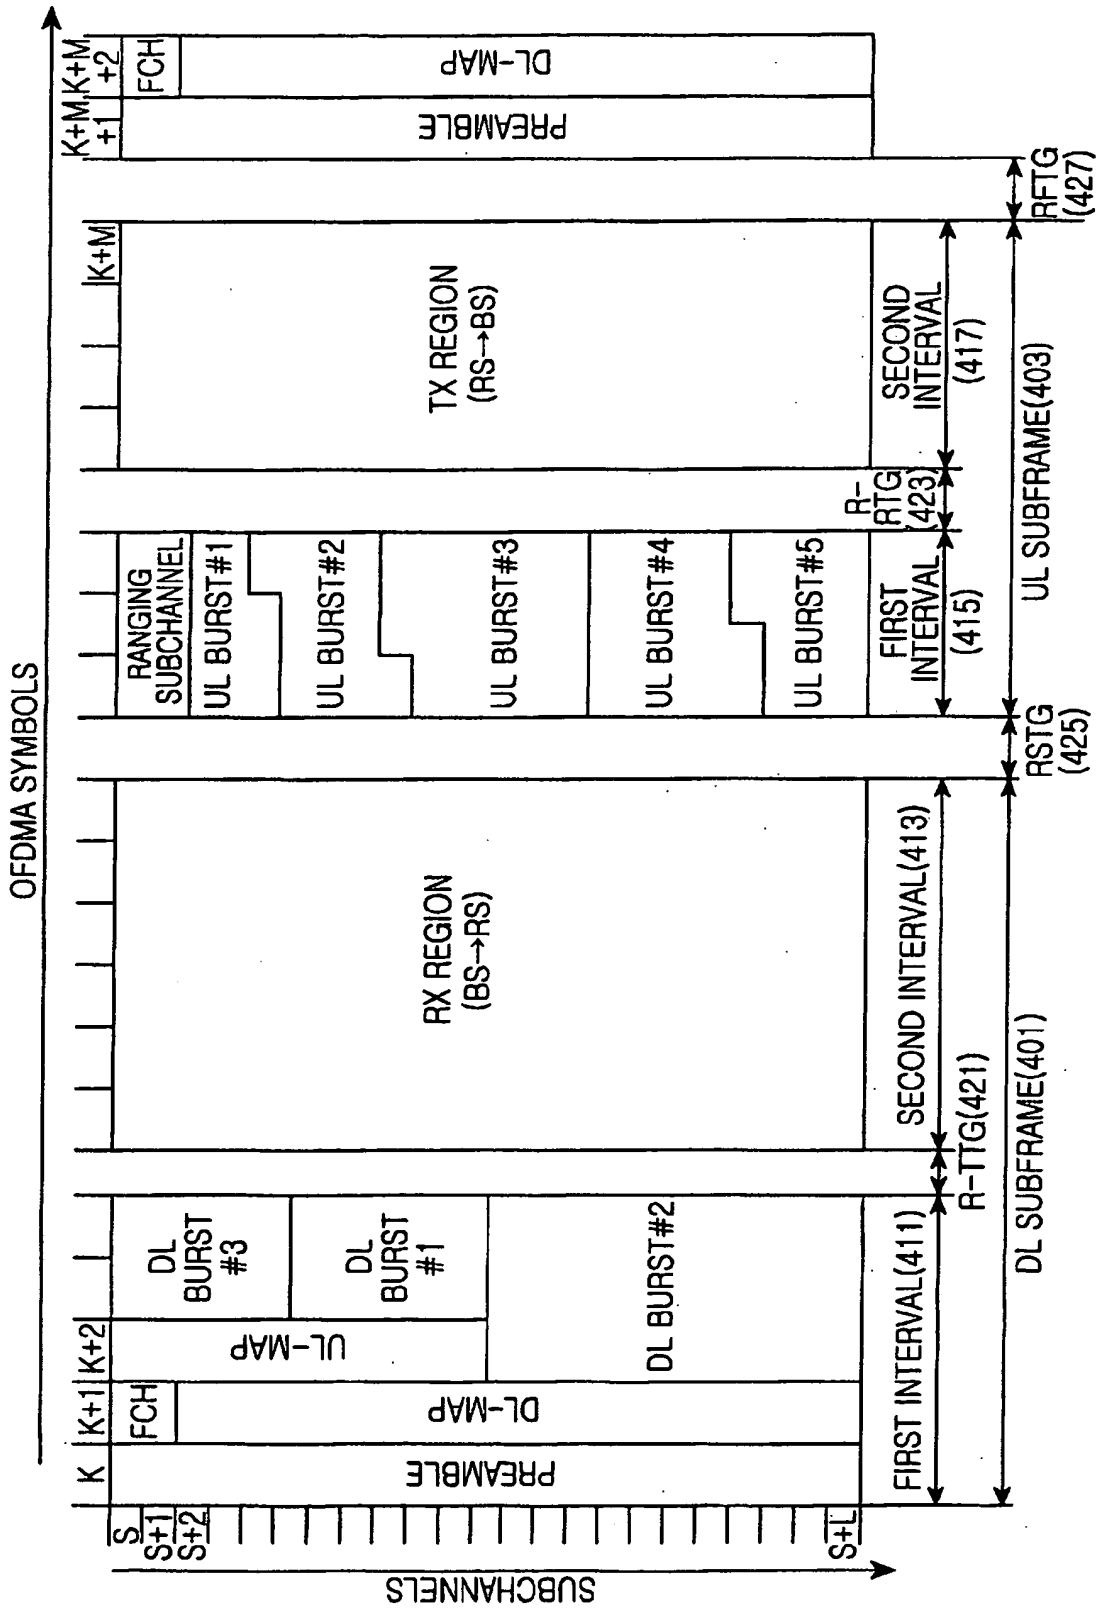 OFDMA SYMBOLS
SUBCHANNELS
K
K+1
K+2
K+M
K+M
+1
K+M
+2
S
S+1
S+2
S+L
PREAMBLE
FCH
DL-MAP
UL-MAP
DL
BURST
#3
DL
BURST
#1
DL BURST#2
RX REGION
(BS→RS)
RANGING
SUBCHANNEL
UL BURST#1
UL BURST#2
UL BURST#3
UL BURST#4
UL BURST#5
TX REGION
(RS→BS)
PREAMBLE
FCH
DL-MAP
FIRST INTERVAL(411)
R-TTG(421)
SECOND INTERVAL(413)
DL SUBFRAME(401)
RSTG
(425)
FIRST
INTERVAL
(415)
R-
RTG
(423)
SECOND
INTERVAL
(417)
UL SUBFRAME(403)
RFTG
(427)